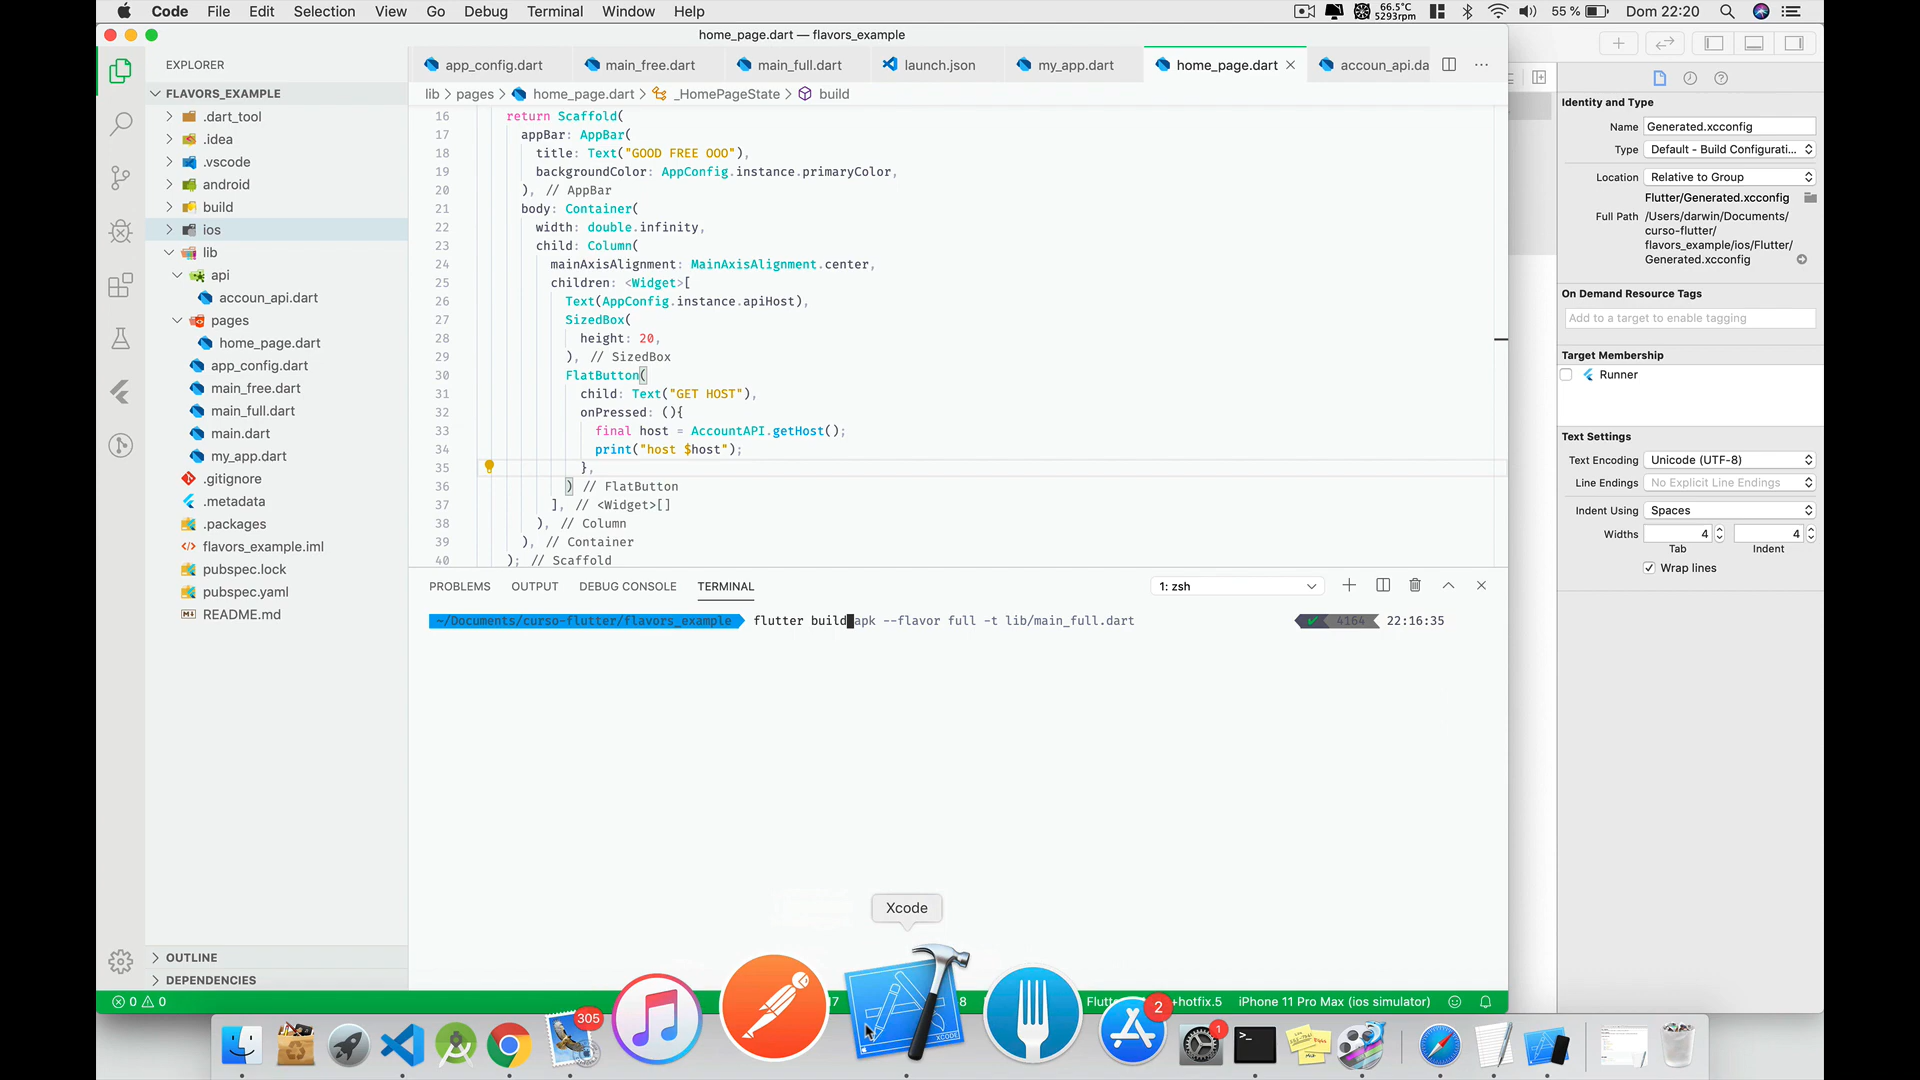 Code File Edit Selection View Go Debug Terminal Window Help
66.5°C
5293rpm
55 %
Dom 22:20
home_page.dart — flavors_example
EXPLORER
FLAVORS_EXAMPLE
.dart_tool
.idea
.vscode
android
build
ios
lib
api
accoun_api.dart
pages
home_page.dart
app_config.dart
main_free.dart
main_full.dart
main.dart
my_app.dart
.gitignore
.metadata
.packages
flavors_example.iml
pubspec.lock
pubspec.yaml
README.md
OUTLINE
DEPENDENCIES
app_config.dart main_free.dart main_full.dart launch.json my_app.dart home_page.dart accoun_api.da
lib > pages > home_page.dart > _HomePageState > build
16 return Scaffold(
17 appBar: AppBar(
18 title: Text("GOOD FREE OOO"),
19 backgroundColor: AppConfig.instance.primaryColor,
20 ), // AppBar
21 body: Container(
22 width: double.infinity,
23 child: Column(
24 mainAxisAlignment: MainAxisAlignment.center,
25 children: <Widget>[
26 Text(AppConfig.instance.apiHost),
27 SizedBox(
28 height: 20,
29 ), // SizedBox
30 FlatButton(
31 child: Text("GET HOST"),
32 onPressed: (){
33 final host = AccountAPI.getHost();
34 print("host $host");
35 },
36 ) // FlatButton
37 ], // <Widget>[]
38 ), // Column
39 ), // Container
40 ); // Scaffold
PROBLEMS OUTPUT DEBUG CONSOLE TERMINAL
1: zsh
~/Documents/curso-flutter/flavors_example flutter build apk --flavor full -t lib/main_full.dart
4164 22:16:35
Identity and Type
Name Generated.xcconfig
Type Default - Build Configurati...
Location Relative to Group
Flutter/Generated.xcconfig
Full Path /Users/darwin/Documents/
curso-flutter/
flavors_example/ios/Flutter/
Generated.xcconfig
On Demand Resource Tags
Add to a target to enable tagging
Target Membership
Runner
Text Settings
Text Encoding Unicode (UTF-8)
Line Endings No Explicit Line Endings
Indent Using Spaces
Widths 4 4
Tab Indent
Wrap lines
Xcode
0 0
+hotfix.5 iPhone 11 Pro Max (ios simulator)
305
2
1